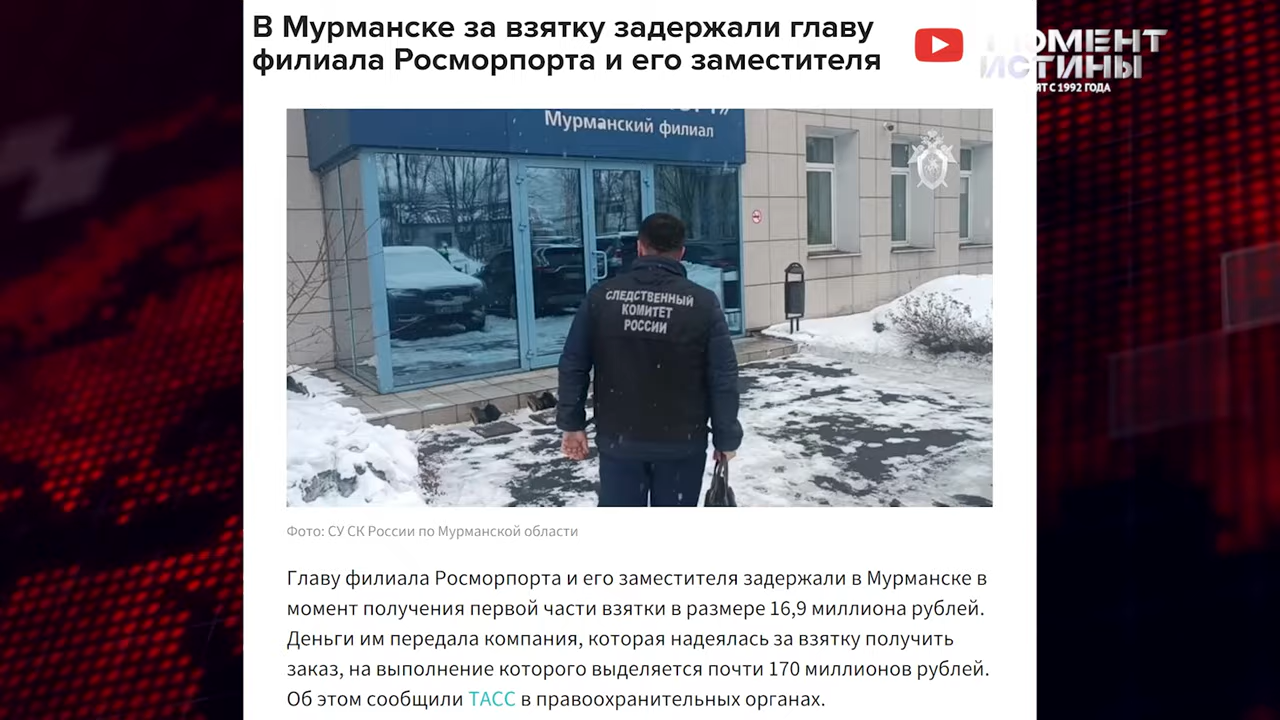 В Мурманске за взятку задержали главу
филиала Росморпорта и его заместителя
МОМЕНТ
ИСТИНЫ
С 1992 ГОДА
Мурманский филиал
СЛЕДСТВЕННЫЙ
КОМИТЕТ
РОССИИ
Фото: СУ СК России по Мурманской области
Главу филиала Росморпорта и его заместителя задержали в Мурманске в
момент получения первой части взятки в размере 16,9 миллиона рублей.
Деньги им передала компания, которая надеялась за взятку получить
заказ, на выполнение которого выделяется почти 170 миллионов рублей.
Об этом сообщили ТАСС в правоохранительных органах.